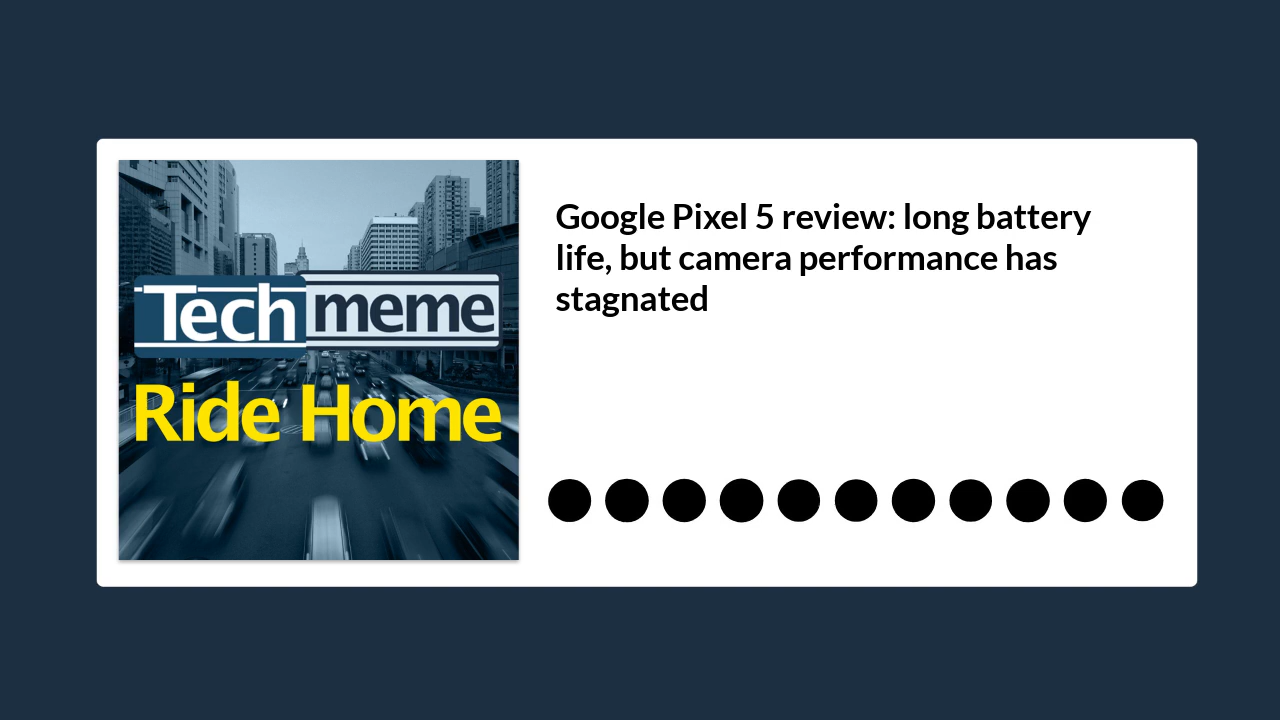 Google Pixel 5 review: long battery
life, but camera performance has
stagnated
Techmeme
Ride Home